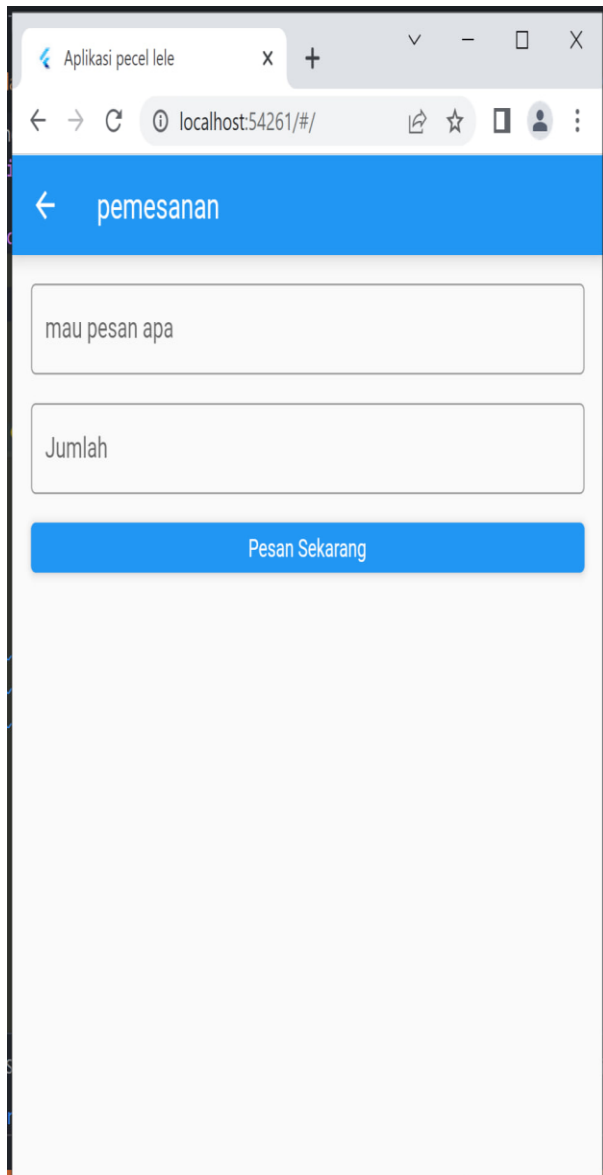 Aplikasi pecel lele
localhost:54261/#/
pemesanan
mau pesan apa
Jumlah
Pesan Sekarang